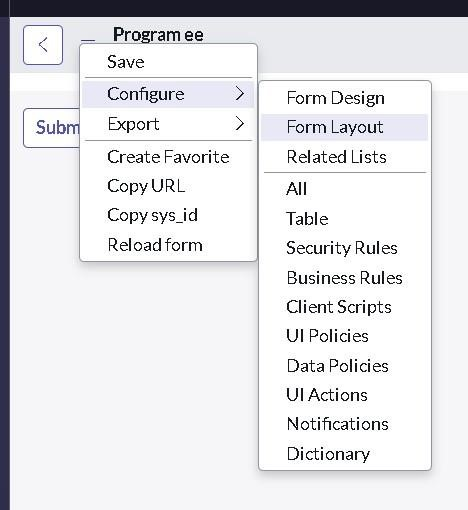 Program ee
Save
Configure
Export
Create Favorite
Copy URL
Copy sys_id
Reload form
Subm
Form Design
Form Layout
Related Lists
All
Table
Security Rules
Business Rules
Client Scripts
UI Policies
Data Policies
UI Actions
Notifications
Dictionary